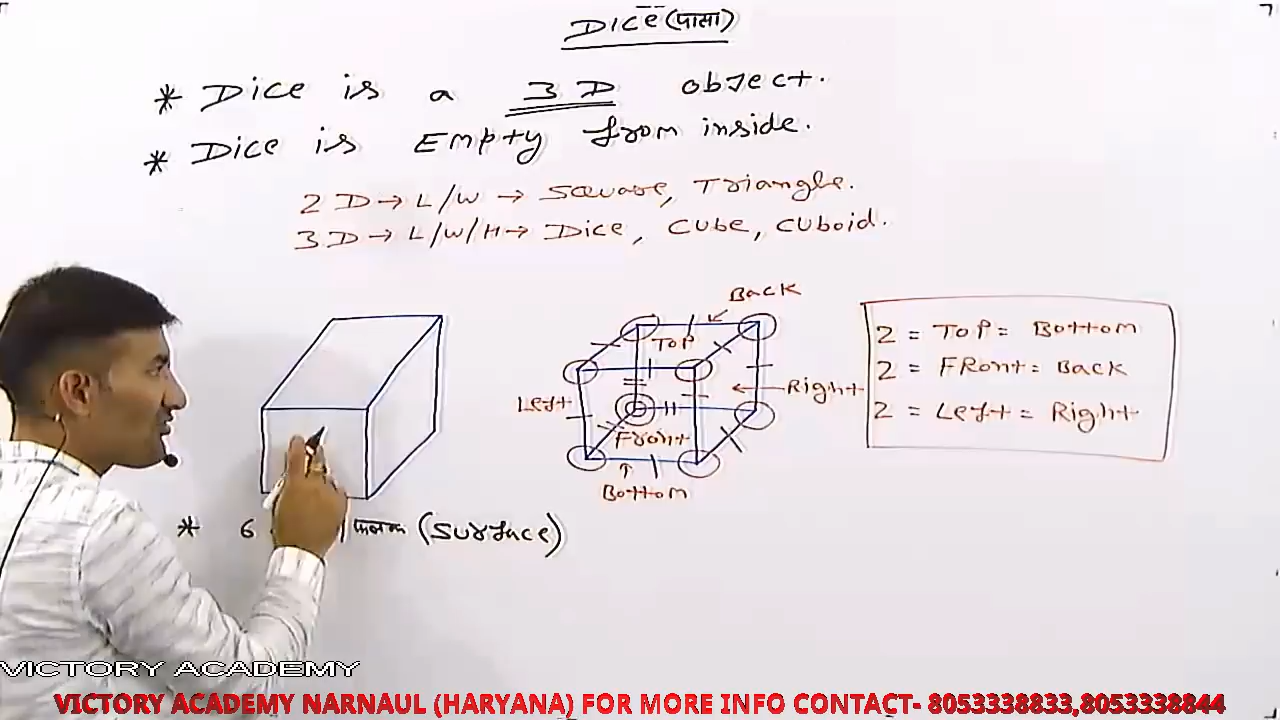 DICE (पासा)
* Dice is a 3D object.
* Dice is Empty from inside.
2D → L/W → Square, Triangle.
3D → L/W/H → Dice, Cube, Cuboid.
Back
Top
Left
Right
Front
Bottom
2 = Top = Bottom
2 = Front = Back
2 = Left = Right
* 6 (Surface)
VICTORY ACADEMY
VICTORY ACADEMY NARNAUL (HARYANA) FOR MORE INFO CONTACT- 8053338833,8053338844